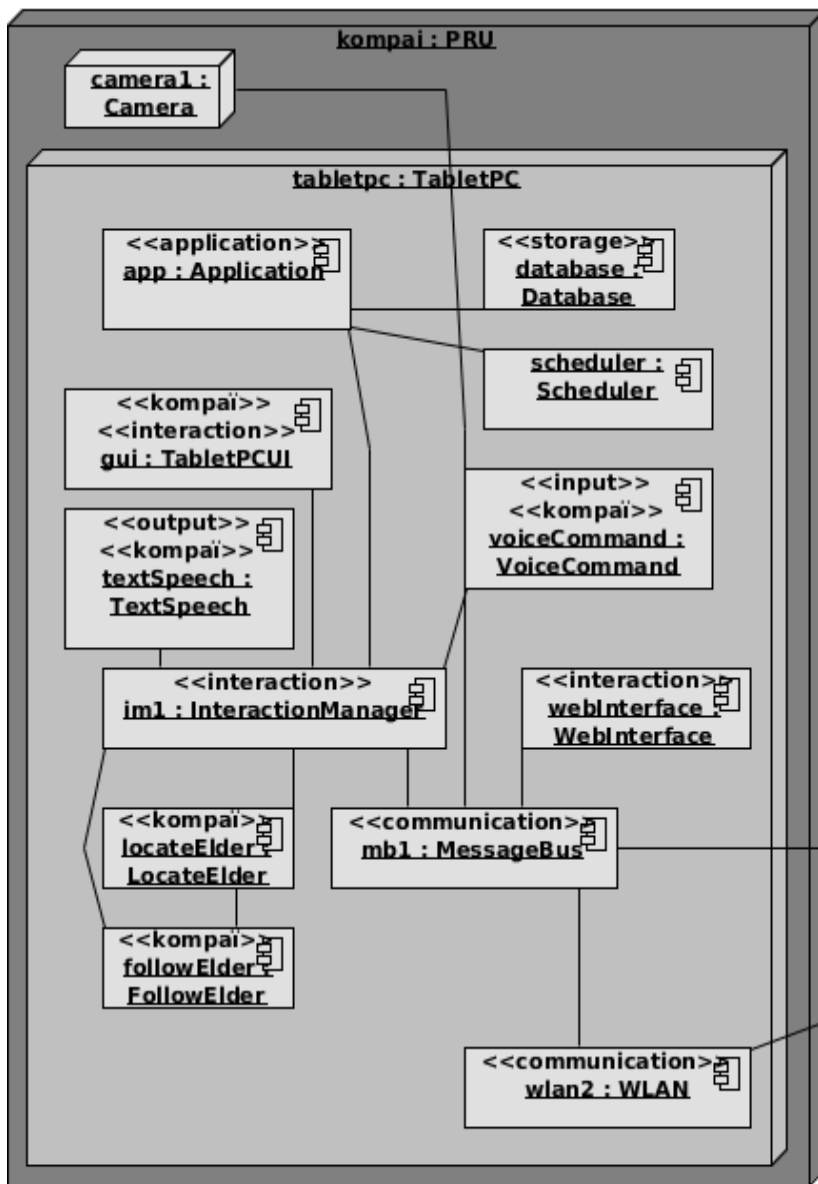 kompai : PRU
camera1 :
Camera
tabletpc : TabletPC
<<application>>
app : Application
<<storage>>
database :
Database
scheduler :
Scheduler
<<kompaï>>
<<interaction>>
gui : TabletPCUI
<<input>>
<<kompaï>>
voiceCommand :
VoiceCommand
<<output>>
<<kompaï>>
textSpeech :
TextSpeech
<<interaction>>
im1 : InteractionManager
<<interaction>>
webInterface :
WebInterface
<<kompaï>>
locateElder :
LocateElder
<<communication>>
mb1 : MessageBus
<<kompaï>>
followElder :
FollowElder
<<communication>>
wlan2 : WLAN